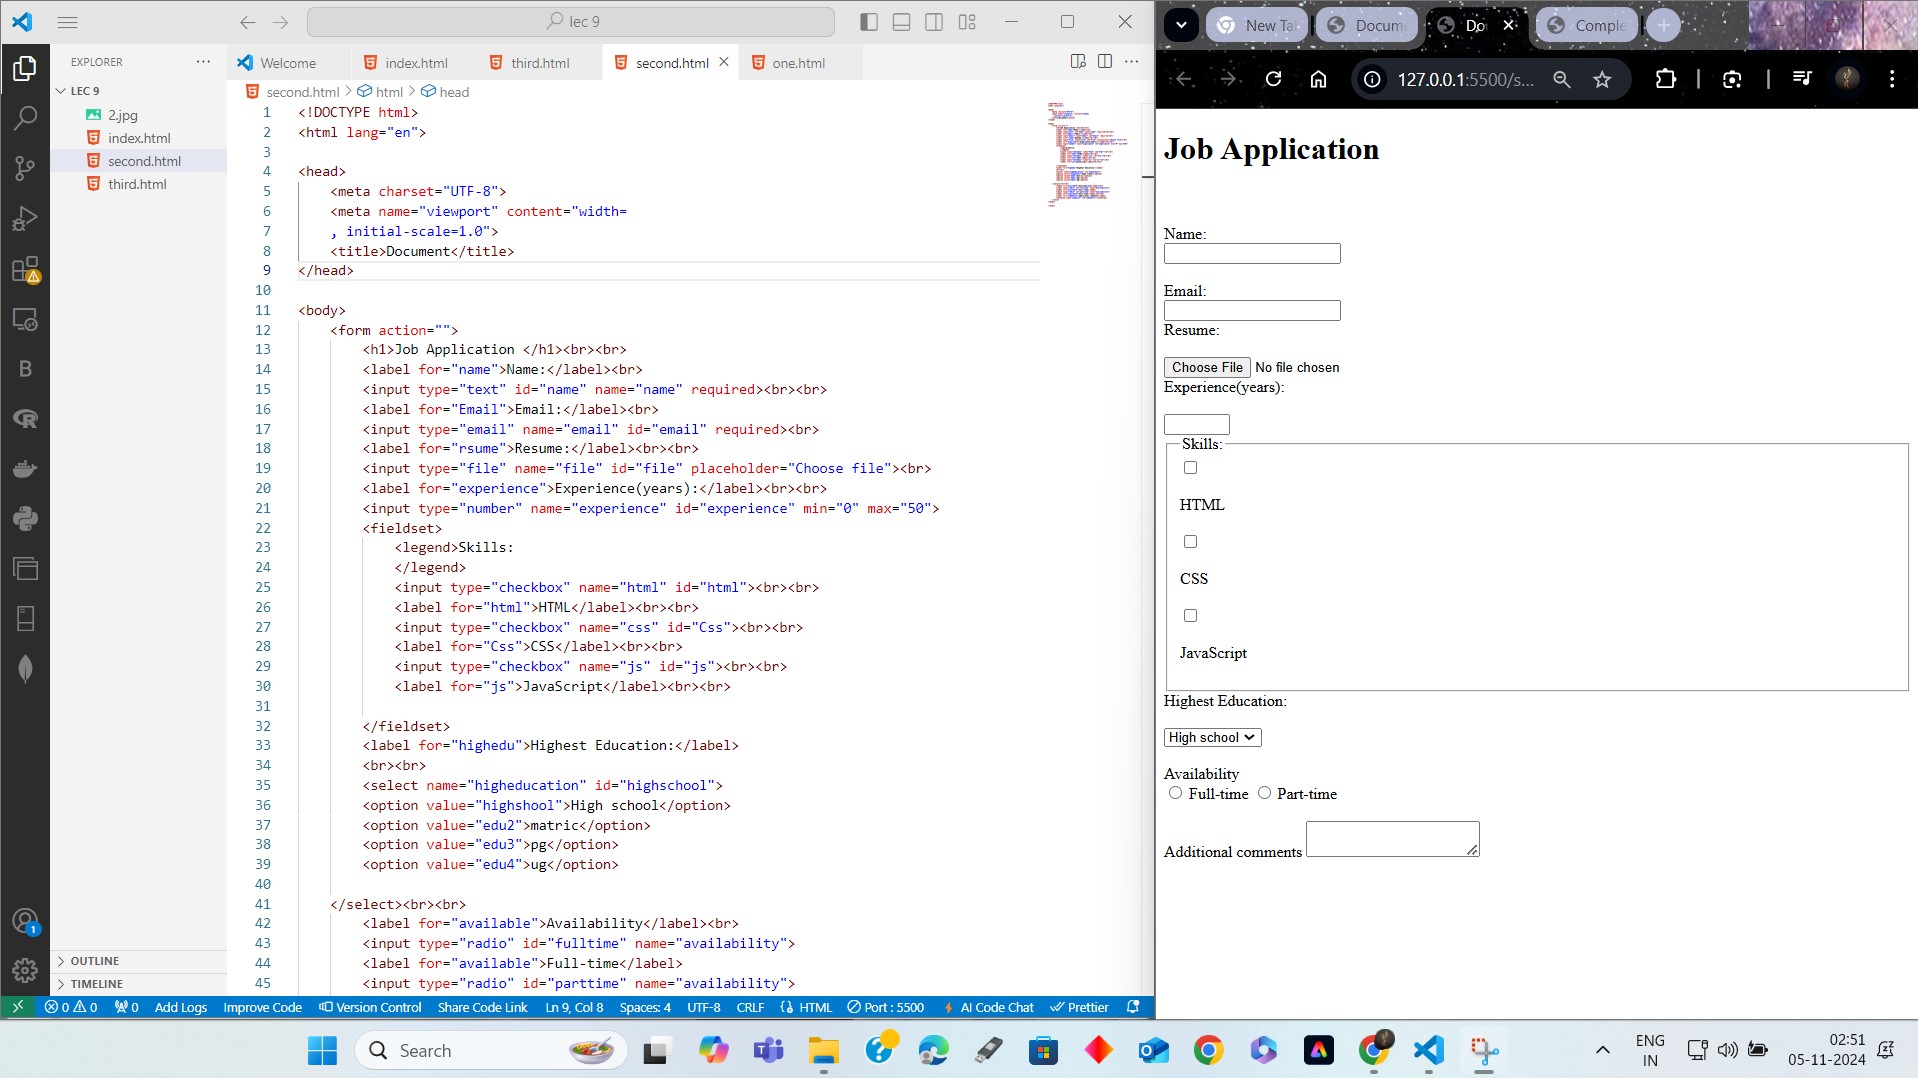 lec 9
EXPLORER
LEC 9
2.jpg
index.html
second.html
third.html
OUTLINE
TIMELINE
Welcome
index.html
third.html
second.html
one.html
second.html > html > head
1 <!DOCTYPE html>
2 <html lang="en">
3
4 <head>
5 <meta charset="UTF-8">
6 <meta name="viewport" content="width=
7 , initial-scale=1.0">
8 <title>Document</title>
9 </head>
10
11 <body>
12 <form action="">
13 <h1>Job Application </h1><br><br>
14 <label for="name">Name:</label><br>
15 <input type="text" id="name" name="name" required><br><br>
16 <label for="Email">Email:</label><br>
17 <input type="email" name="email" id="email" required><br>
18 <label for="rsume">Resume:</label><br><br>
19 <input type="file" name="file" id="file" placeholder="Choose file"><br>
20 <label for="experience">Experience(years):</label><br><br>
21 <input type="number" name="experience" id="experience" min="0" max="50">
22 <fieldset>
23 <legend>Skills:
24 </legend>
25 <input type="checkbox" name="html" id="html"><br><br>
26 <label for="html">HTML</label><br><br>
27 <input type="checkbox" name="css" id="Css"><br><br>
28 <label for="Css">CSS</label><br><br>
29 <input type="checkbox" name="js" id="js"><br><br>
30 <label for="js">JavaScript</label><br><br>
31
32 </fieldset>
33 <label for="highedu">Highest Education:</label>
34 <br><br>
35 <select name="higheducation" id="highschool">
36 <option value="highshool">High school</option>
37 <option value="edu2">matric</option>
38 <option value="edu3">pg</option>
39 <option value="edu4">ug</option>
40
41 </select><br><br>
42 <label for="available">Availability</label><br>
43 <input type="radio" id="fulltime" name="availability">
44 <label for="available">Full-time</label>
45 <input type="radio" id="parttime" name="availability">
0 0 0 Add Logs Improve Code Version Control Share Code Link Ln 9, Col 8 Spaces: 4 UTF-8 CRLF HTML Port : 5500 AI Code Chat Prettier
New Ta Docum Do Comple
127.0.0.1:5500/s...
Job Application
Name:
Email:
Resume:
Choose File No file chosen
Experience(years):
Skills:
HTML
CSS
JavaScript
Highest Education:
High school
Availability
Full-time Part-time
Additional comments
Search
ENG
IN
02:51
05-11-2024